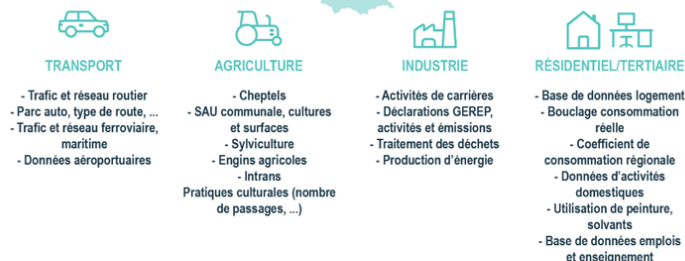 TRANSPORT
- Trafic et réseau routier
- Parc auto, type de route, ...
- Trafic et réseau ferroviaire,
maritime
- Données aéroportuaires
AGRICULTURE
- Cheptels
- SAU communale, cultures
et surfaces
- Sylviculture
- Engins agricoles
- Intrans
Pratiques culturales (nombre
de passages, ...)
INDUSTRIE
- Activités de carrières
- Déclarations GEREP,
activités et émissions
- Traitement des déchets
- Production d'énergie
RÉSIDENTIEL/TERTIAIRE
- Base de données logement
- Bouclage consommation
réelle
- Coefficient de
consommation régionale
- Données d'activités
domestiques
- Utilisation de peinture,
solvants
- Base de données emplois
et enseignement